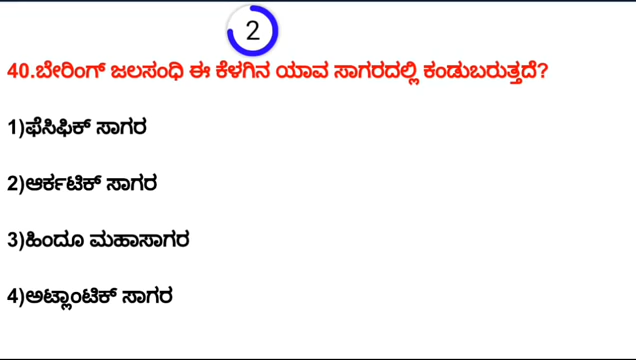 2
40.ಬೇರಿಂಗ್ ಜಲಸಂಧಿ ಈ ಕೆಳಗಿನ ಯಾವ ಸಾಗರದಲ್ಲಿ ಕಂಡುಬರುತ್ತದೆ?
1)ಫೆಸಿಫಿಕ್ ಸಾಗರ
2)ಆರ್ಕಟಿಕ್ ಸಾಗರ
3)ಹಿಂದೂ ಮಹಾಸಾಗರ
4)ಅಟ್ಲಾಂಟಿಕ್ ಸಾಗರ